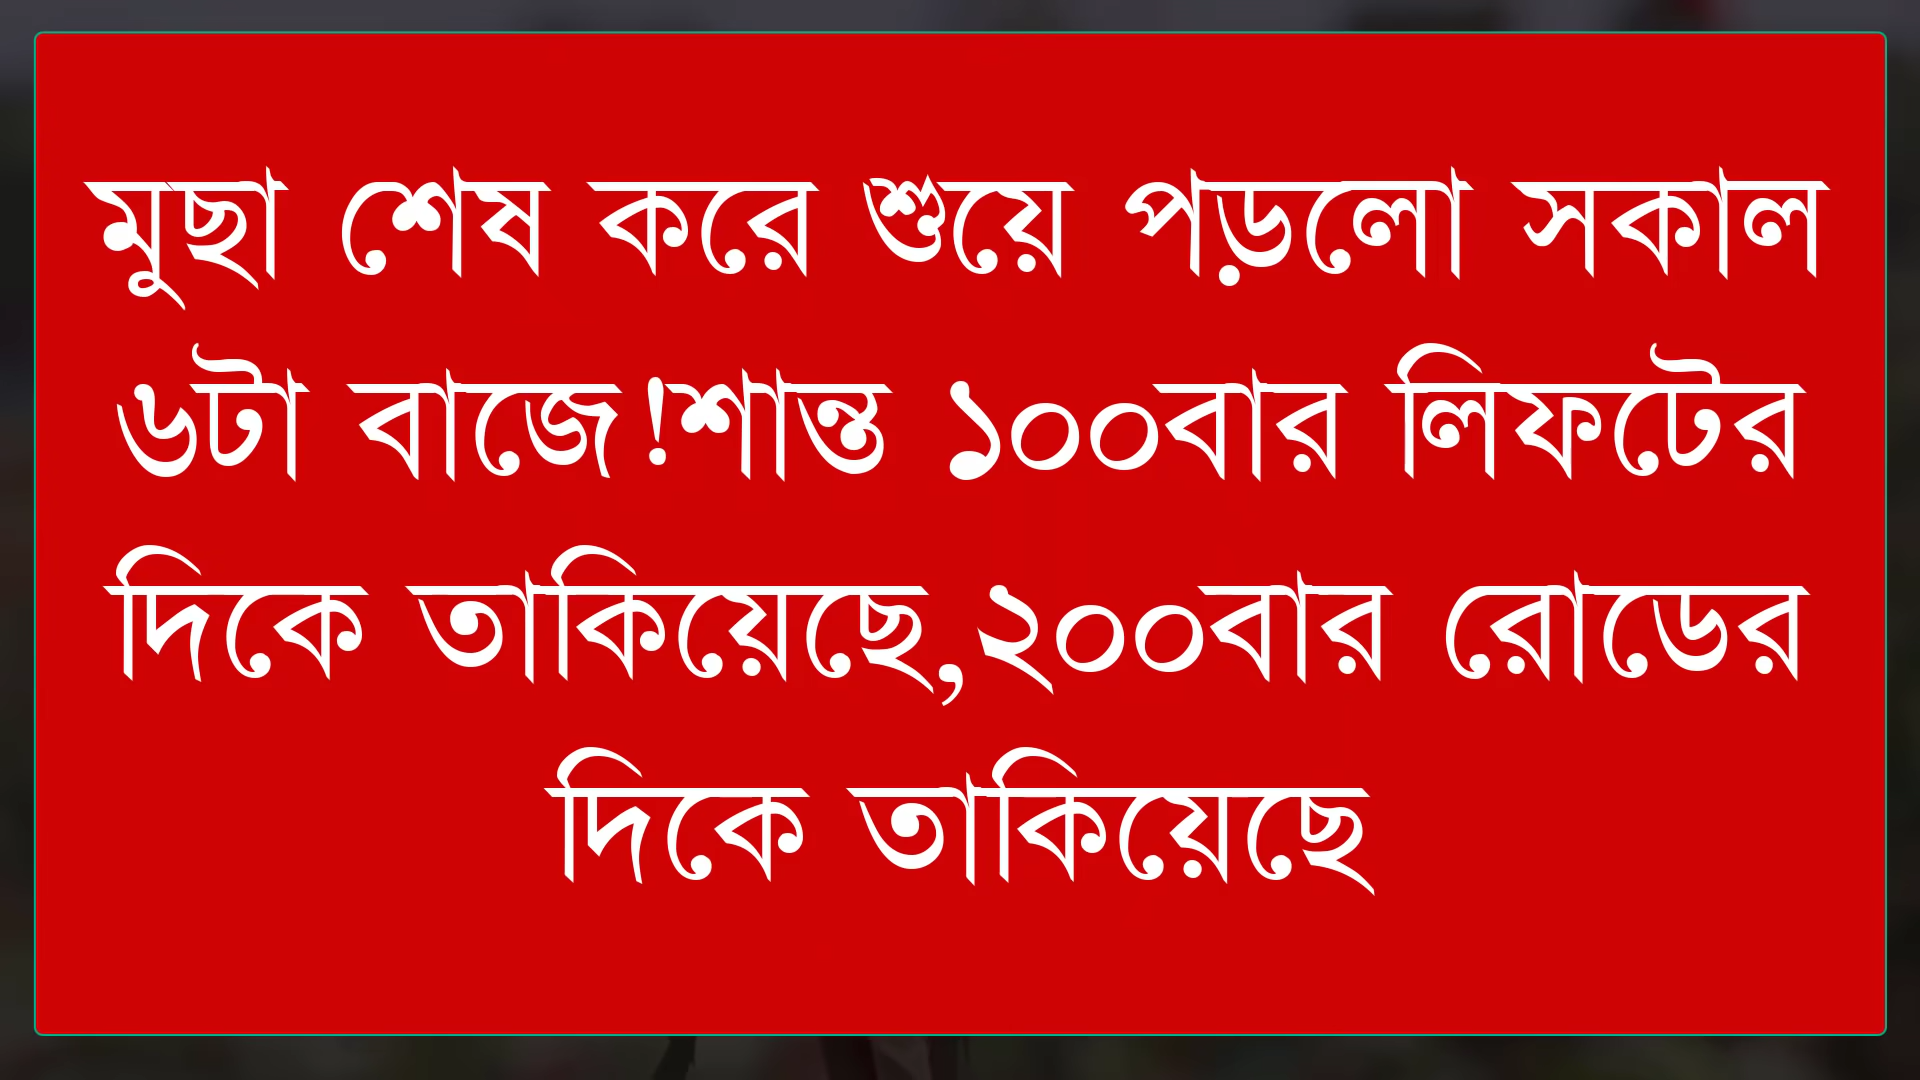 মুছা শেষ করে শুয়ে পড়লো সকাল
৬টা বাজে!শান্ত ১০০বার লিফটের
দিকে তাকিয়েছে,২০০বার রোডের
দিকে তাকিয়েছে